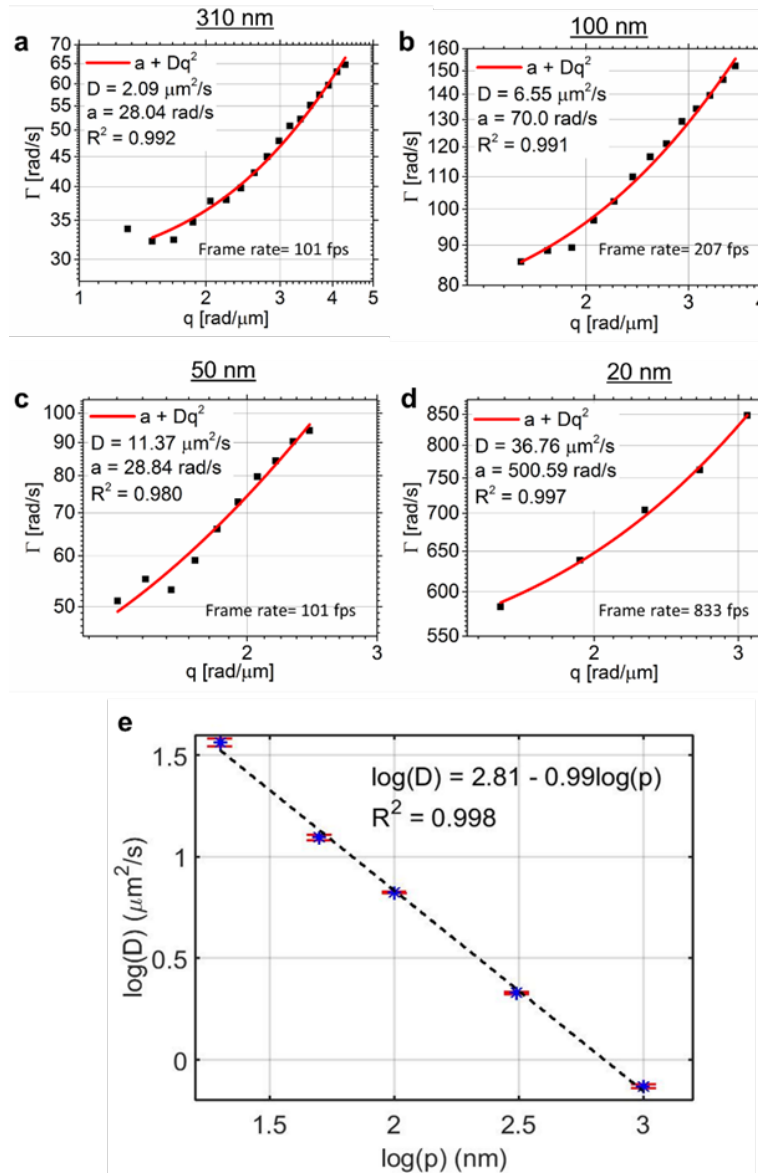 310 nm
a
70
65
60
55
50
45
40
35
30
a + Dq²
D = 2.09 μm²/s
a = 28.04 rad/s
R² = 0.992
Γ [rad/s]
Frame rate= 101 fps
1 2 3 4 5
q [rad/μm]
100 nm
b
160
150
140
130
120
110
100
90
80
a + Dq²
D = 6.55 μm²/s
a = 70.0 rad/s
R² = 0.991
Γ [rad/s]
Frame rate= 207 fps
2 3 4
q [rad/μm]
50 nm
c
100
90
80
70
60
50
a + Dq²
D = 11.37 μm²/s
a = 28.84 rad/s
R² = 0.980
Γ [rad/s]
Frame rate= 101 fps
2 3
q [rad/μm]
20 nm
d
850
800
750
700
650
600
550
a + Dq²
D = 36.76 μm²/s
a = 500.59 rad/s
R² = 0.997
Γ [rad/s]
Frame rate= 833 fps
2 3
q [rad/μm]
e
1.5
1
0.5
0
log(D) = 2.81 - 0.99log(p)
R² = 0.998
log(D) (μm²/s)
1.5 2 2.5 3
log(p) (nm)